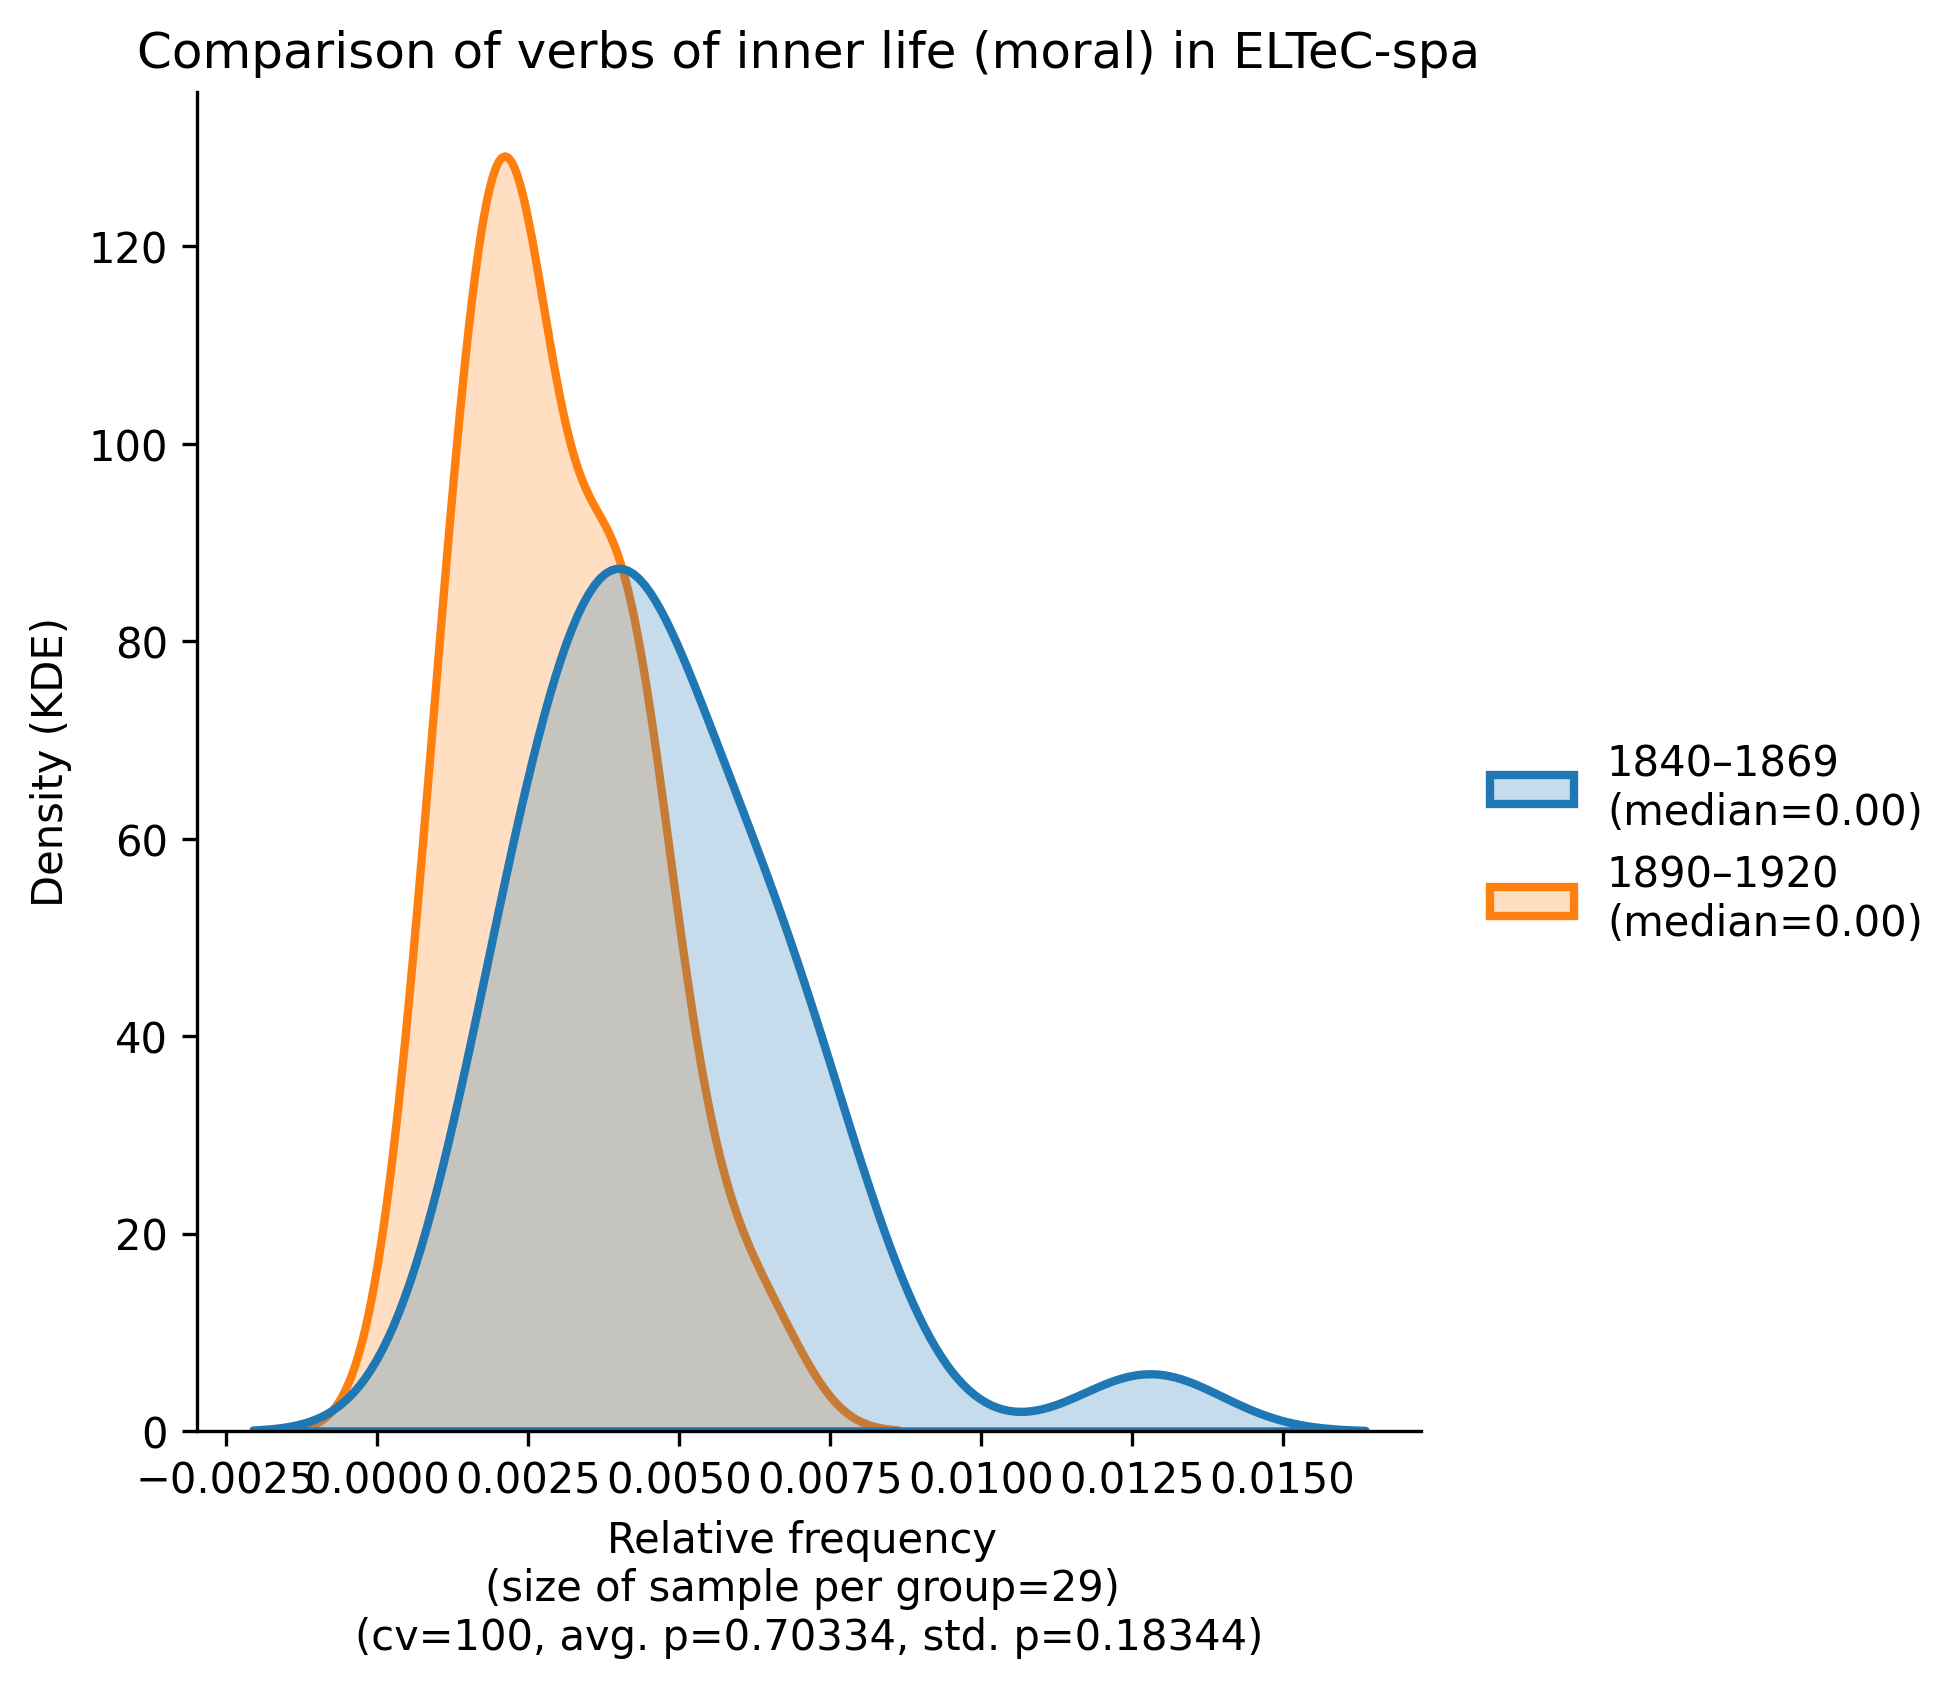 Comparison of verbs of inner life (moral) in ELTeC-spa
Density (KDE)
120
100
80
60
40
20
0
−0.0025 0.0000 0.0025 0.0050 0.0075 0.0100 0.0125 0.0150
Relative frequency
(size of sample per group=29)
(cv=100, avg. p=0.70334, std. p=0.18344)
1840–1869
(median=0.00)
1890–1920
(median=0.00)